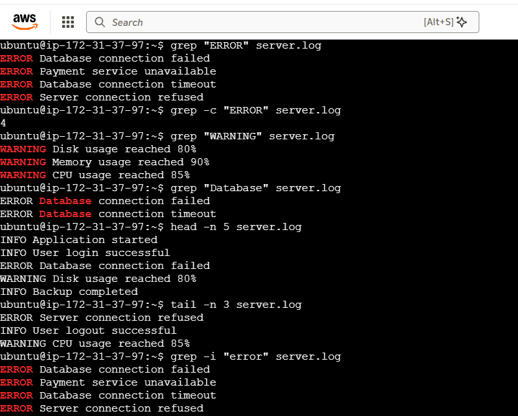 aws
Search [Alt+S]
ubuntu@ip-172-31-37-97:~$ grep "ERROR" server.log
ERROR Database connection failed
ERROR Payment service unavailable
ERROR Database connection timeout
ERROR Server connection refused
ubuntu@ip-172-31-37-97:~$ grep -c "ERROR" server.log
4
ubuntu@ip-172-31-37-97:~$ grep "WARNING" server.log
WARNING Disk usage reached 80%
WARNING Memory usage reached 90%
WARNING CPU usage reached 85%
ubuntu@ip-172-31-37-97:~$ grep "Database" server.log
ERROR Database connection failed
ERROR Database connection timeout
ubuntu@ip-172-31-37-97:~$ head -n 5 server.log
INFO Application started
INFO User login successful
ERROR Database connection failed
WARNING Disk usage reached 80%
INFO Backup completed
ubuntu@ip-172-31-37-97:~$ tail -n 3 server.log
ERROR Server connection refused
INFO User logout successful
WARNING CPU usage reached 85%
ubuntu@ip-172-31-37-97:~$ grep -i "error" server.log
ERROR Database connection failed
ERROR Payment service unavailable
ERROR Database connection timeout
ERROR Server connection refused